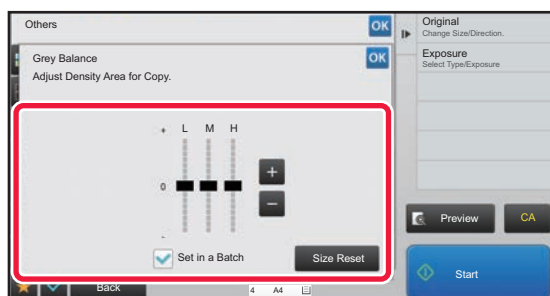 Others
OK
Grey Balance
OK
Adjust Density Area for Copy.
+ L M H
0
+
−
-
Set in a Batch
Size Reset
Back
4 A4
Original
Change Size/Direction.
Exposure
Select Type/Exposure
Preview
CA
Start